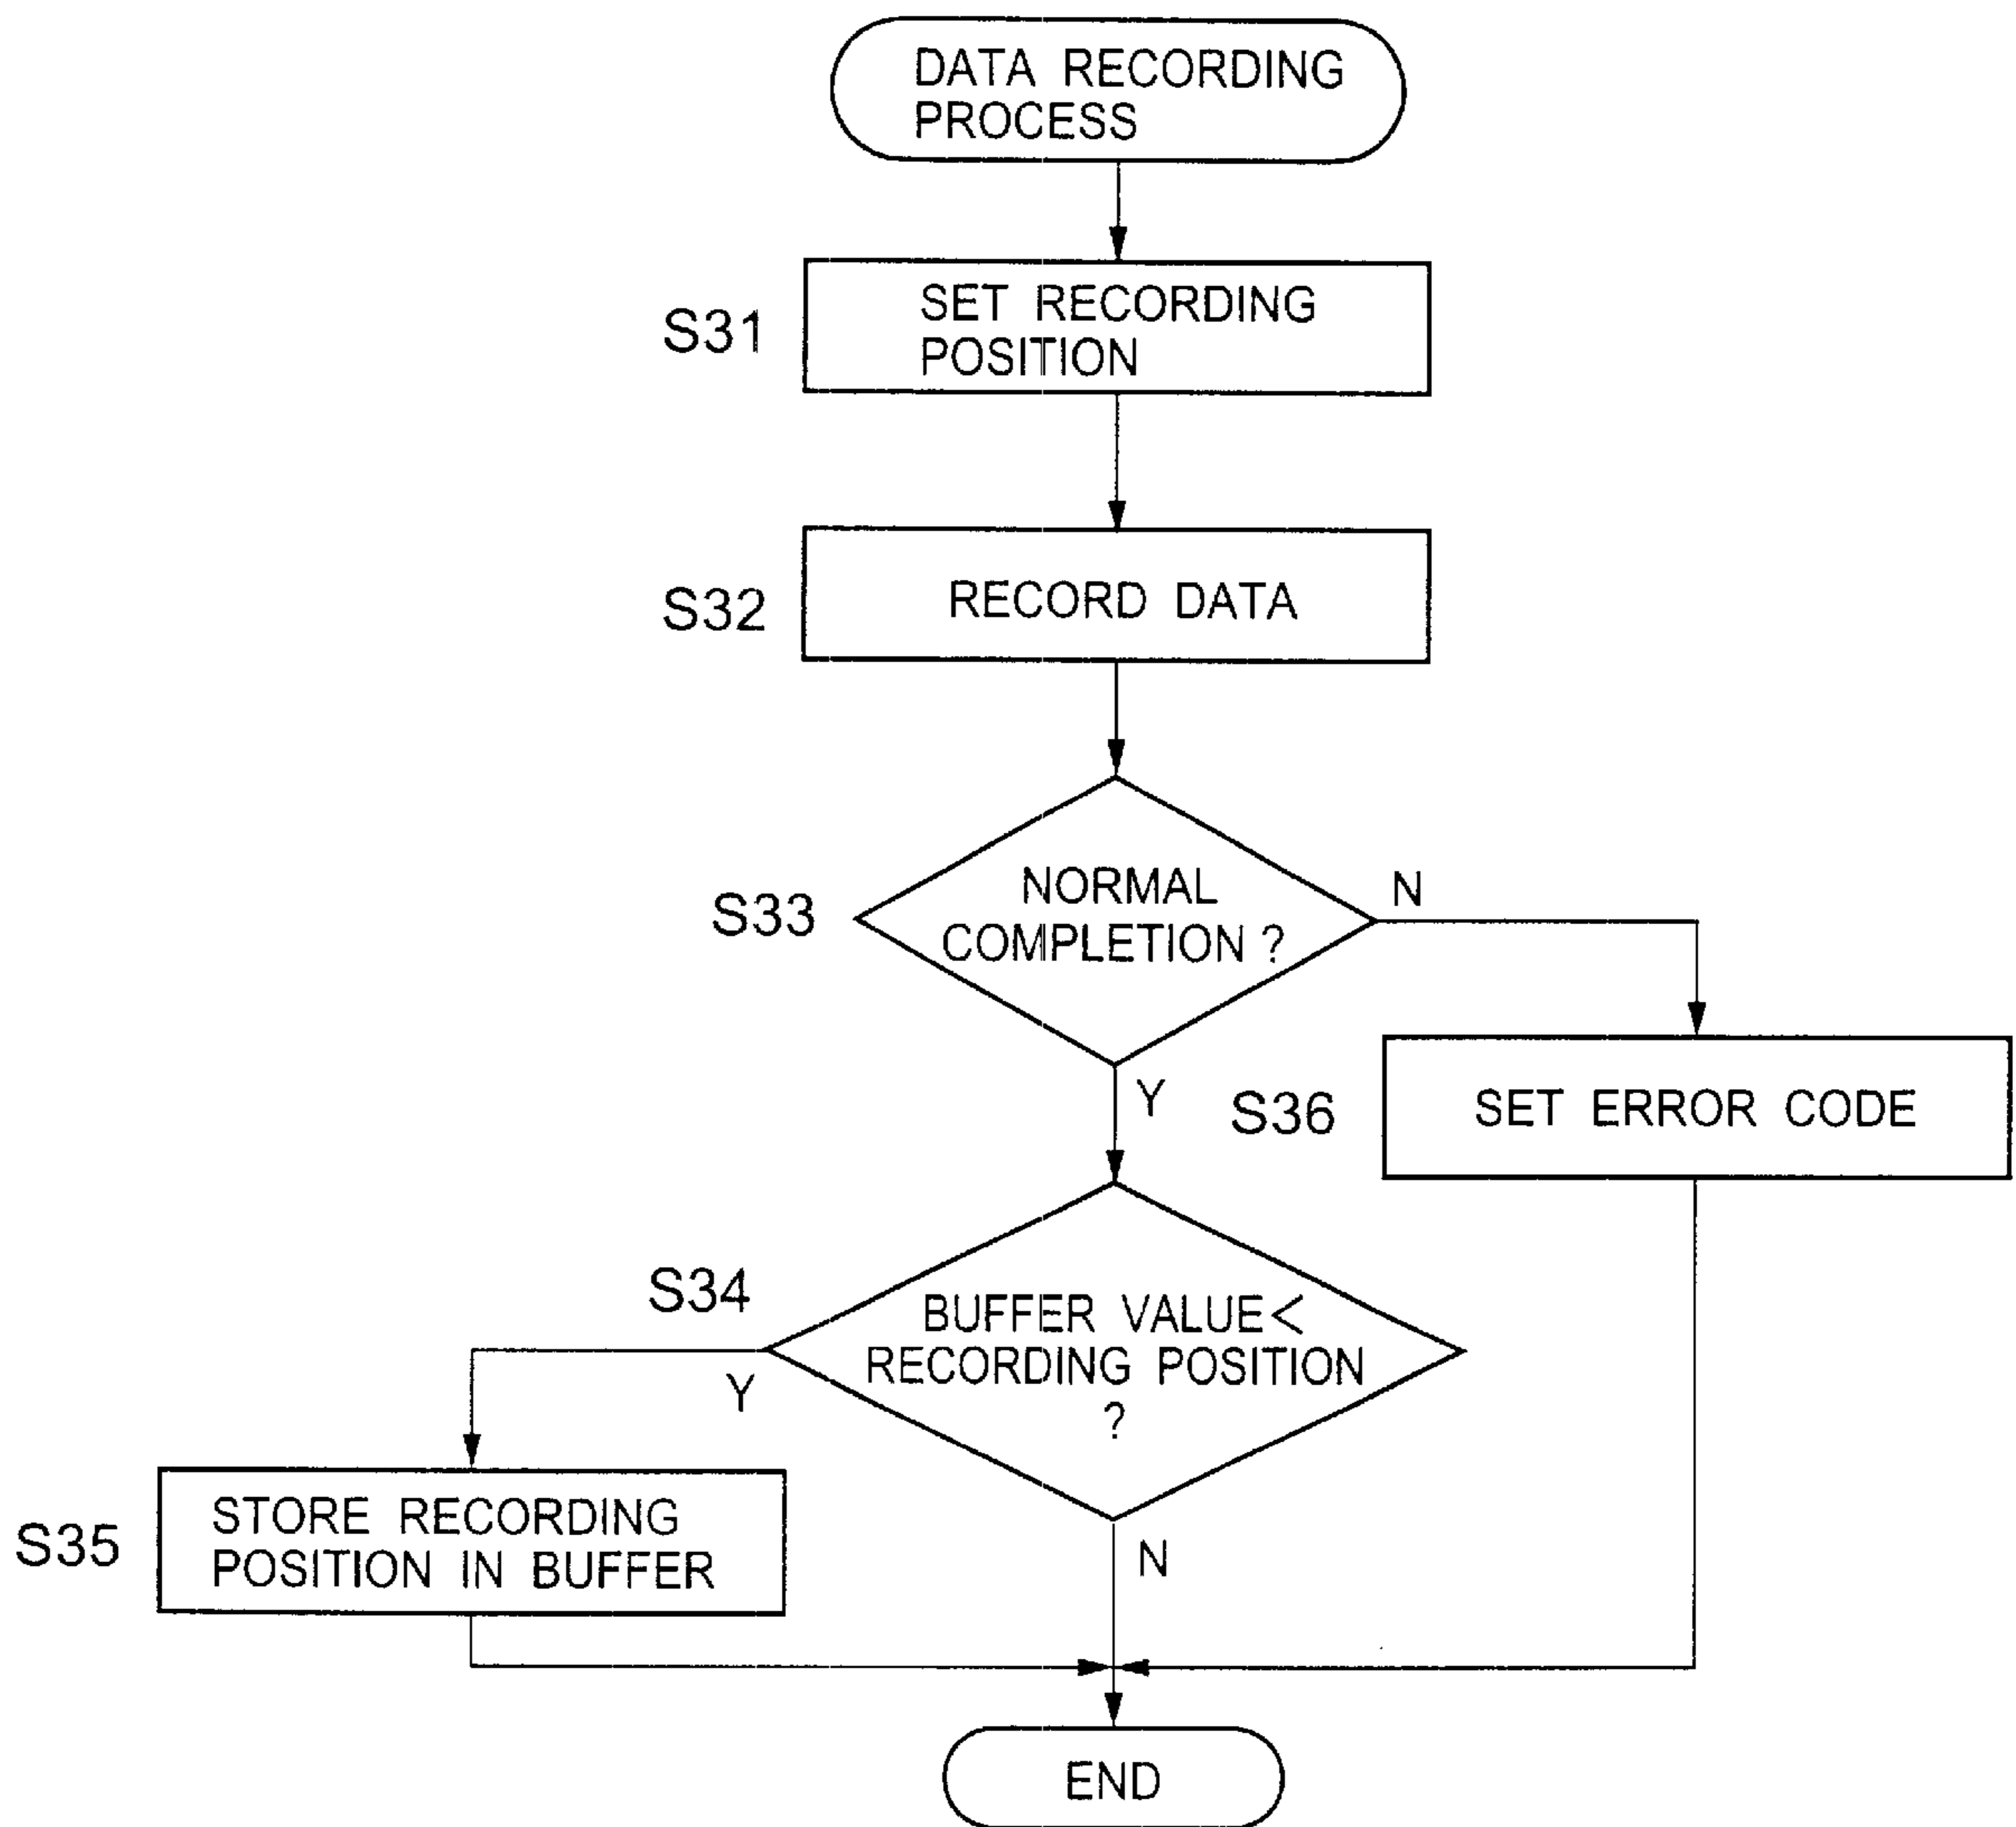 DATA RECORDING
PROCESS
S31
SET RECORDING
POSITION
S32
RECORD DATA
S33
NORMAL
COMPLETION ?
N
Y
S36
SET ERROR CODE
S34
BUFFER VALUE<
RECORDING POSITION
?
Y
N
S35
STORE RECORDING
POSITION IN BUFFER
END